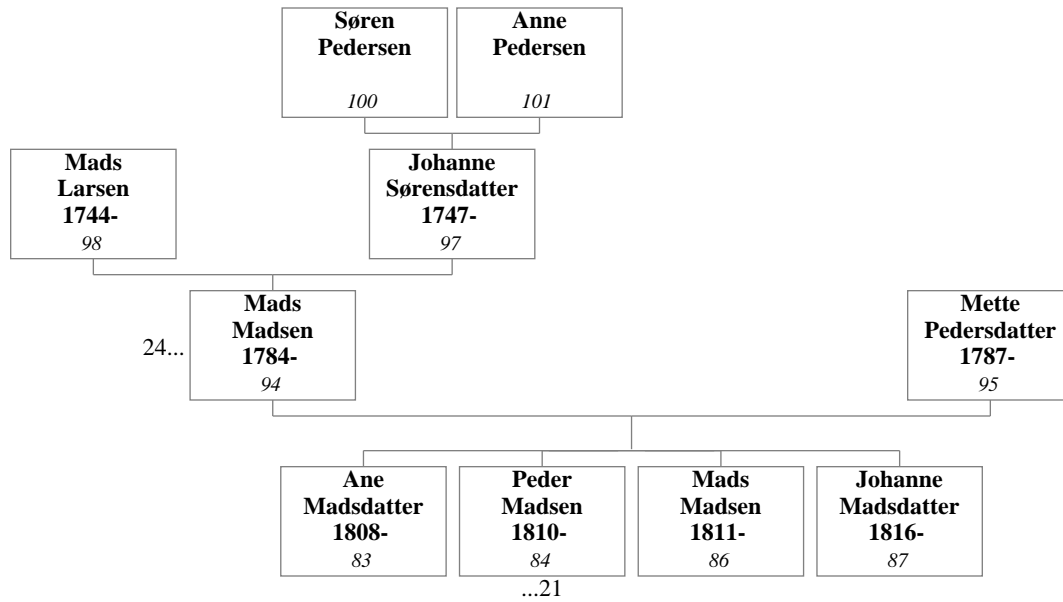 Søren
Pedersen
100
Anne
Pedersen
101
Mads
Larsen
1744-
98
Johanne
Sørensdatter
1747-
97
24...
Mads
Madsen
1784-
94
Mette
Pedersdatter
1787-
95
Ane
Madsdatter
1808-
83
Peder
Madsen
1810-
84
Mads
Madsen
1811-
86
Johanne
Madsdatter
1816-
87
...21